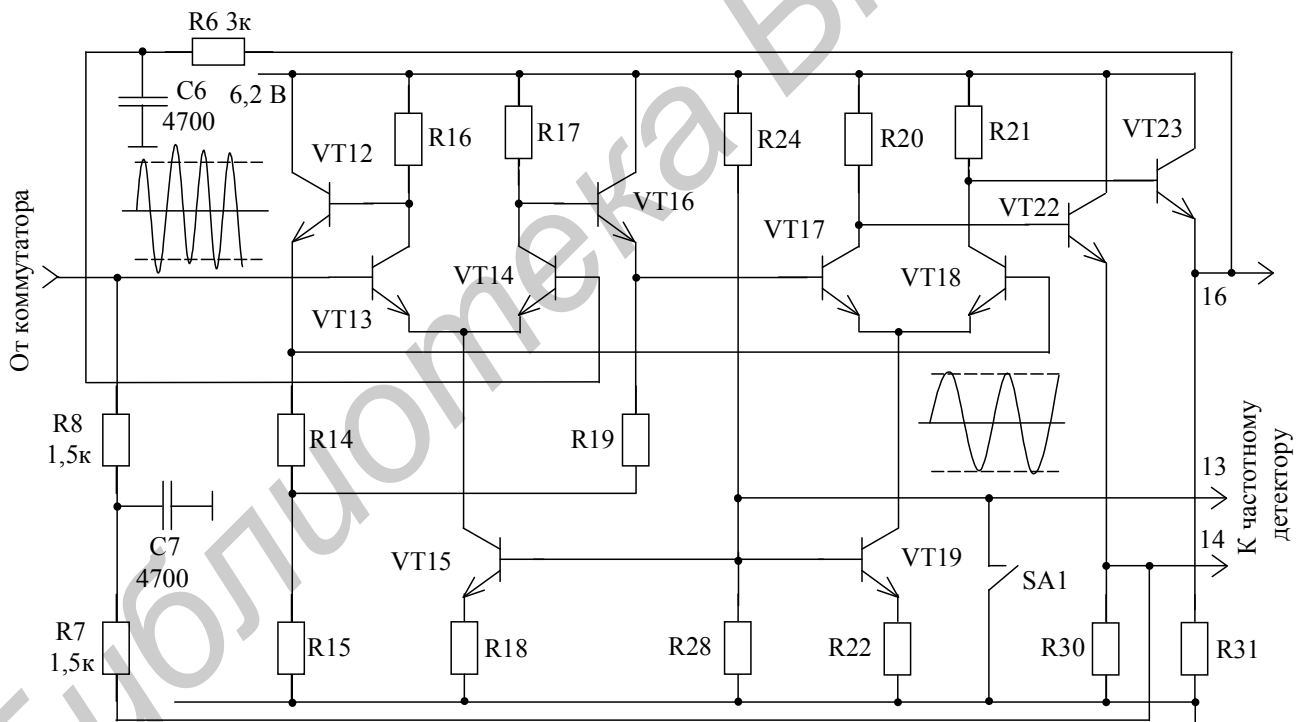 R6 3к
C6
4700
6,2 В
VT12
R16
R17
VT16
R24
R20
R21
VT23
VT22
VT17
VT14
VT18
VT13
От коммутатора
16
R8
1,5к
R14
R19
C7
4700
VT15
VT19
13
14
К частотному
детектору
SA1
R7
1,5к
R15
R18
R28
R22
R30
R31
Библиотека